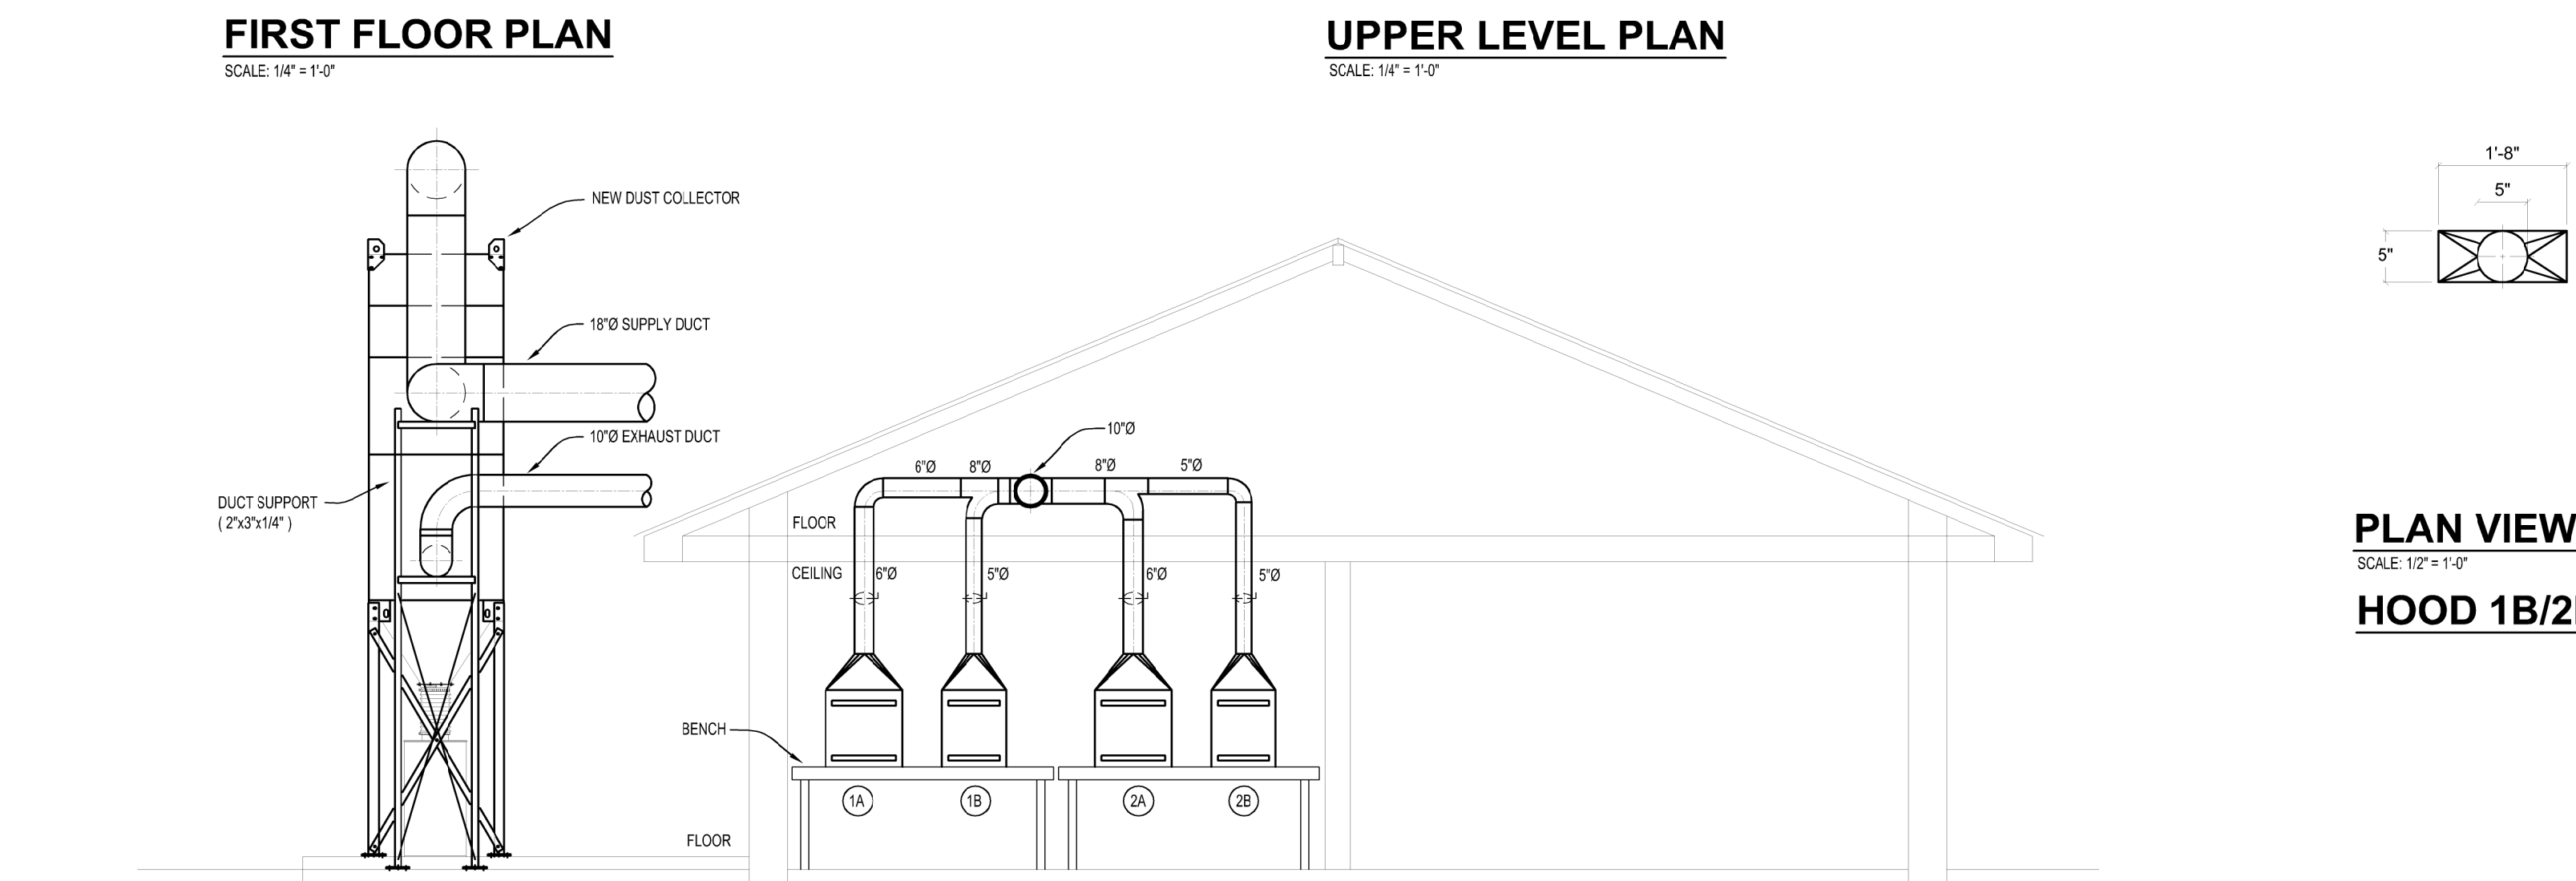 FIRST FLOOR PLAN
SCALE: 1/4" = 1'-0"
UPPER LEVEL PLAN
SCALE: 1/4" = 1'-0"
NEW DUST COLLECTOR
18"Ø SUPPLY DUCT
10"Ø EXHAUST DUCT
DUCT SUPPORT
( 2"x3"x1/4" )
10"Ø
6"Ø
8"Ø
8"Ø
5"Ø
FLOOR
CEILING
6"Ø
5"Ø
6"Ø
5"Ø
BENCH
1A
1B
2A
2B
FLOOR
1'-8"
5"
5"
PLAN VIEW
SCALE: 1/2" = 1'-0"
HOOD 1B/2